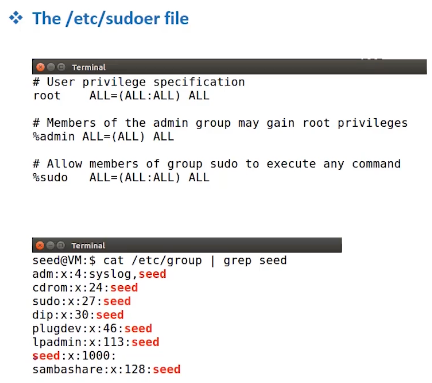 ❖ The /etc/sudoer file
Terminal
# User privilege specification
root ALL=(ALL:ALL) ALL
# Members of the admin group may gain root privileges
%admin ALL=(ALL) ALL
# Allow members of group sudo to execute any command
%sudo ALL=(ALL:ALL) ALL
Terminal
seed@VM:$ cat /etc/group | grep seed
adm:x:4:syslog,seed
cdrom:x:24:seed
sudo:x:27:seed
dip:x:30:seed
plugdev:x:46:seed
lpadmin:x:113:seed
seed:x:1000:
sambashare:x:128:seed